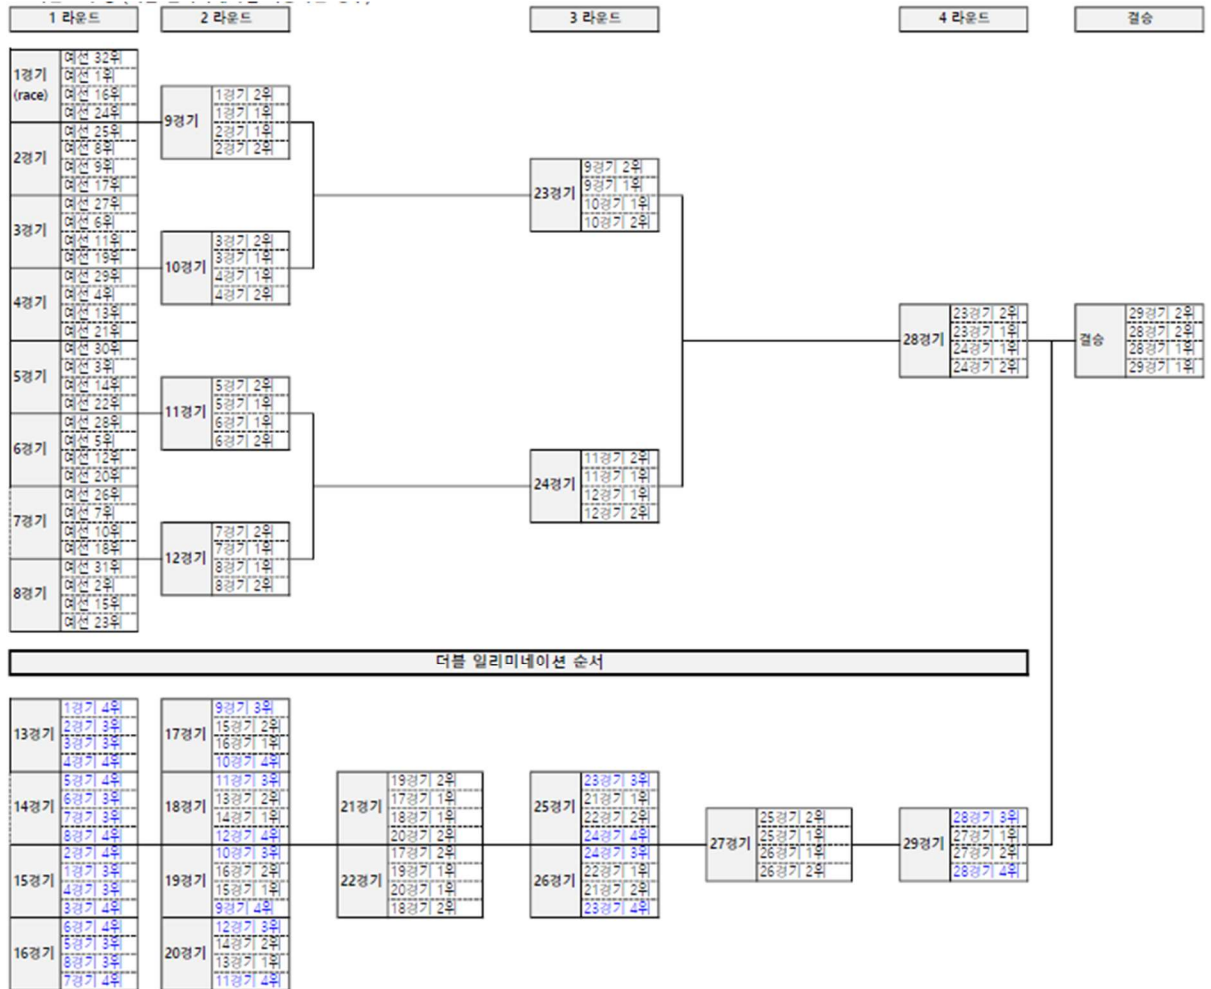 1 라운드
2 라운드
3 라운드
4 라운드
결승
1경기
(race)
예선 32위
예선 1위
예선 16위
예선 24위
2경기
예선 25위
예선 8위
예선 9위
예선 17위
3경기
예선 27위
예선 6위
예선 11위
예선 19위
4경기
예선 29위
예선 4위
예선 13위
예선 21위
5경기
예선 30위
예선 3위
예선 14위
예선 22위
6경기
예선 28위
예선 5위
예선 12위
예선 20위
7경기
예선 26위
예선 7위
예선 10위
예선 18위
8경기
예선 31위
예선 2위
예선 15위
예선 23위
9경기
1경기 2위
1경기 1위
2경기 1위
2경기 2위
10경기
3경기 2위
3경기 1위
4경기 1위
4경기 2위
11경기
5경기 2위
5경기 1위
6경기 1위
6경기 2위
12경기
7경기 2위
7경기 1위
8경기 1위
8경기 2위
23경기
9경기 2위
9경기 1위
10경기 1위
10경기 2위
24경기
11경기 2위
11경기 1위
12경기 1위
12경기 2위
28경기
23경기 2위
23경기 1위
24경기 1위
24경기 2위
결승
29경기 2위
28경기 2위
28경기 1위
29경기 1위
더블 일리미네이션 순서
13경기
1경기 4위
2경기 3위
3경기 3위
4경기 4위
14경기
5경기 4위
6경기 3위
7경기 3위
8경기 4위
15경기
2경기 4위
1경기 3위
4경기 3위
3경기 4위
16경기
6경기 4위
5경기 3위
8경기 3위
7경기 4위
17경기
9경기 3위
15경기 2위
16경기 1위
10경기 4위
18경기
11경기 3위
13경기 2위
14경기 1위
12경기 4위
19경기
10경기 3위
16경기 2위
15경기 1위
9경기 4위
20경기
12경기 3위
14경기 2위
13경기 1위
11경기 4위
21경기
19경기 2위
17경기 1위
18경기 1위
20경기 2위
22경기
17경기 2위
19경기 1위
20경기 1위
18경기 2위
25경기
23경기 3위
21경기 1위
22경기 2위
24경기 4위
26경기
24경기 3위
22경기 1위
21경기 2위
23경기 4위
27경기
25경기 2위
25경기 1위
26경기 1위
26경기 2위
29경기
28경기 3위
27경기 1위
27경기 2위
28경기 4위